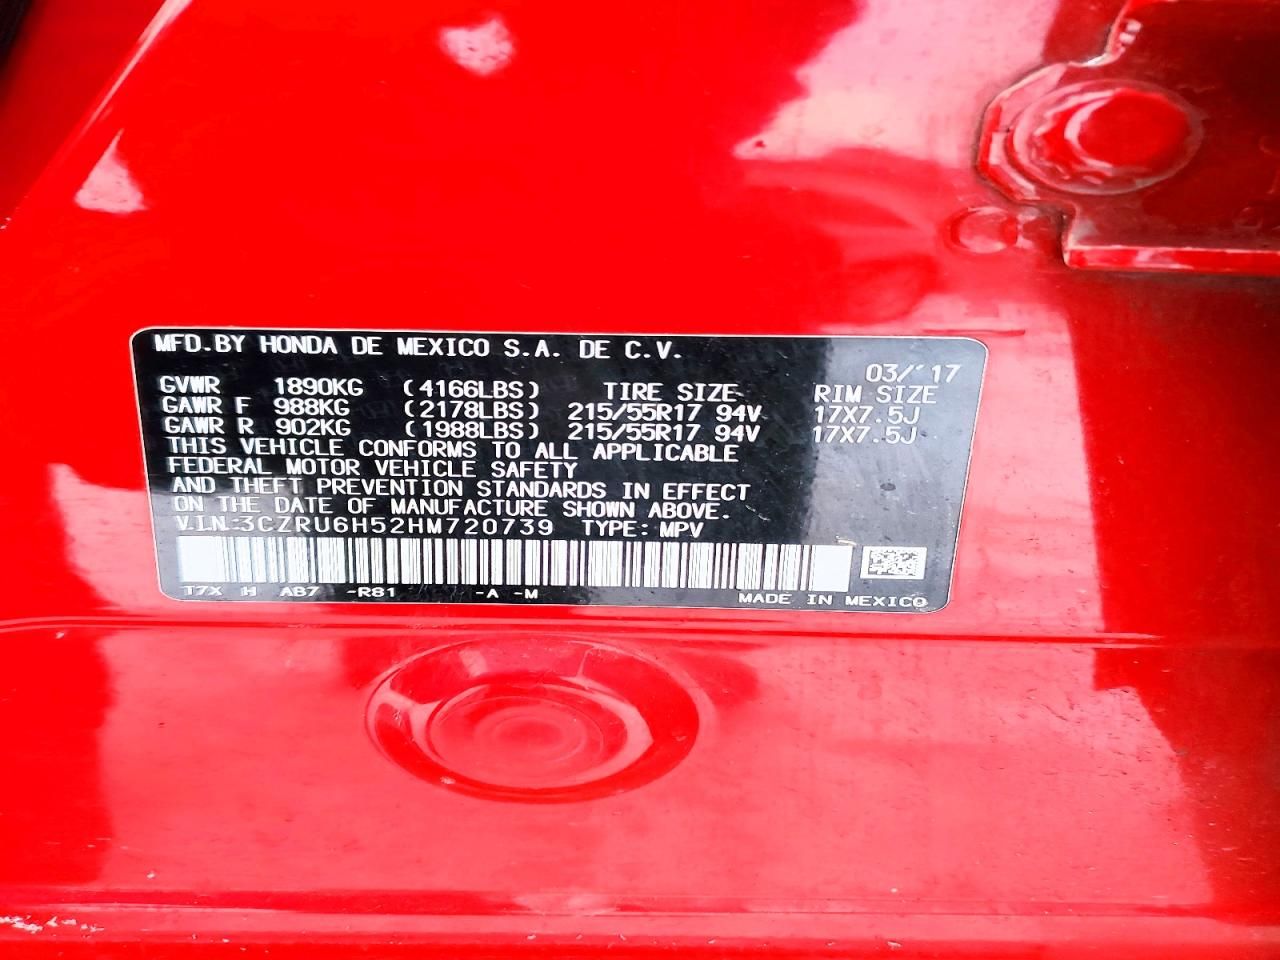 MFD.BY HONDA DE MEXICO S.A. DE C.V.
03/'17
GVWR 1890KG (4166LBS) TIRE SIZE RIM SIZE
GAWR F 988KG (2178LBS) 215/55R17 94V 17X7.5J
GAWR R 902KG (1988LBS) 215/55R17 94V 17X7.5J
THIS VEHICLE CONFORMS TO ALL APPLICABLE
FEDERAL MOTOR VEHICLE SAFETY
AND THEFT PREVENTION STANDARDS IN EFFECT
ON THE DATE OF MANUFACTURE SHOWN ABOVE.
V.I.N.:3CZRU6H52HM720739 TYPE: MPV
T7X H AB7 -R81 -A -M MADE IN MEXICO